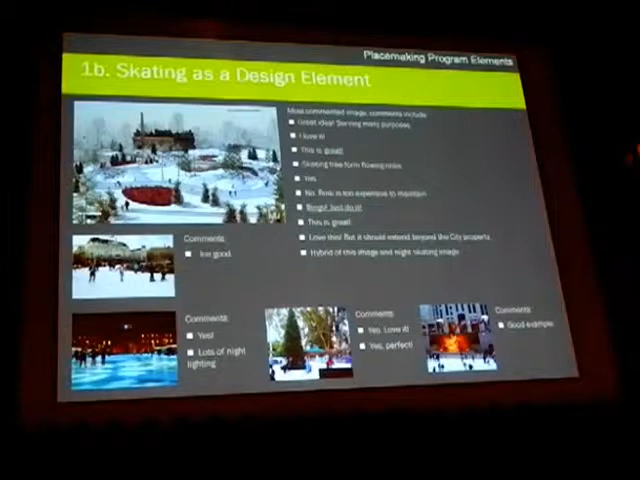 Placemaking Program Elements
1b. Skating as a Design Element
Most commented image, comments include:
Great idea! Serving many purposes.
I love it!
This is great!
Skating free form flowing rinks
Yes
No. Rink is too expensive to maintain
Bingo! Just do it!
This is great!
Love this! But it should extend beyond the City property.
Hybrid of this image and night skating image
Comments:
Ice good.
Comments:
Yes!
Lots of night
lighting
Comments:
Yes. Love it!
Yes, perfect!
Comments:
Good example